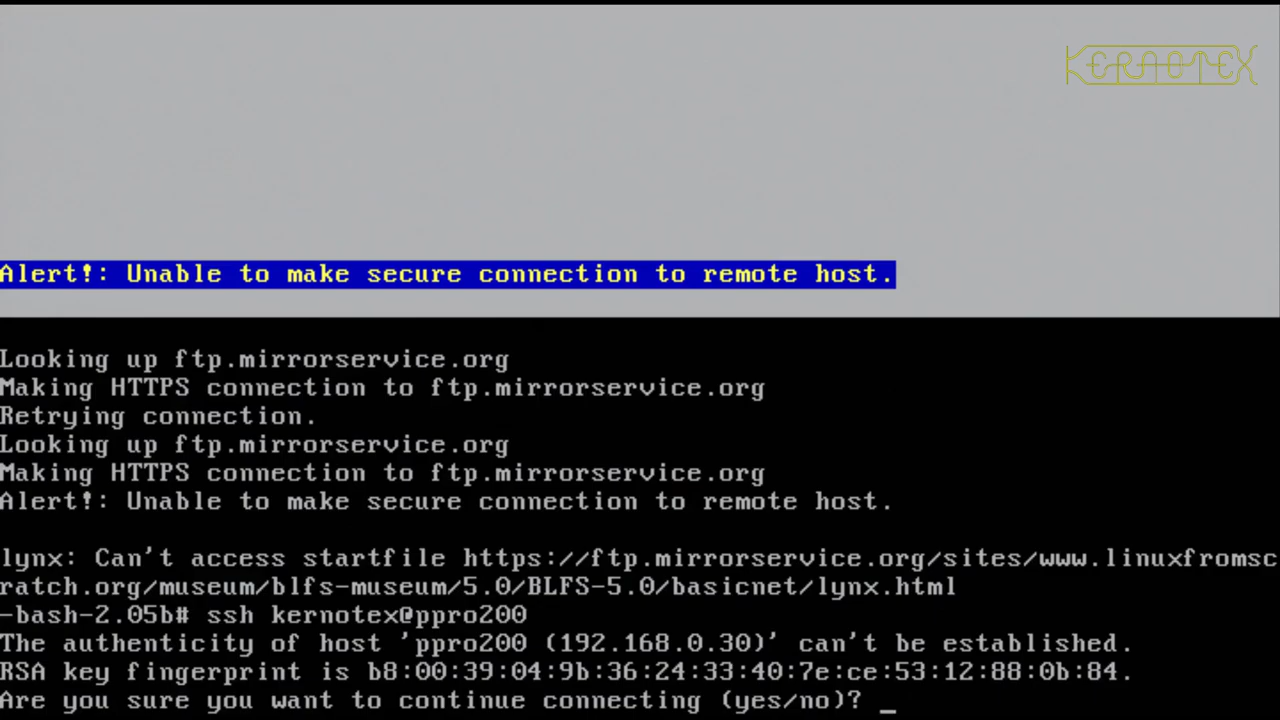 KERNOTEX
Alert!: Unable to make secure connection to remote host.
Looking up ftp.mirrorservice.org
Making HTTPS connection to ftp.mirrorservice.org
Retrying connection.
Looking up ftp.mirrorservice.org
Making HTTPS connection to ftp.mirrorservice.org
Alert!: Unable to make secure connection to remote host.
lynx: Can't access startfile https://ftp.mirrorservice.org/sites/www.linuxfromsc
ratch.org/museum/blfs-museum/5.0/BLFS-5.0/basicnet/lynx.html
-bash-2.05b# ssh kernotex@ppro200
The authenticity of host 'ppro200 (192.168.0.30)' can't be established.
RSA key fingerprint is b8:00:39:04:9b:36:24:33:40:7e:ce:53:12:88:0b:84.
Are you sure you want to continue connecting (yes/no)? _